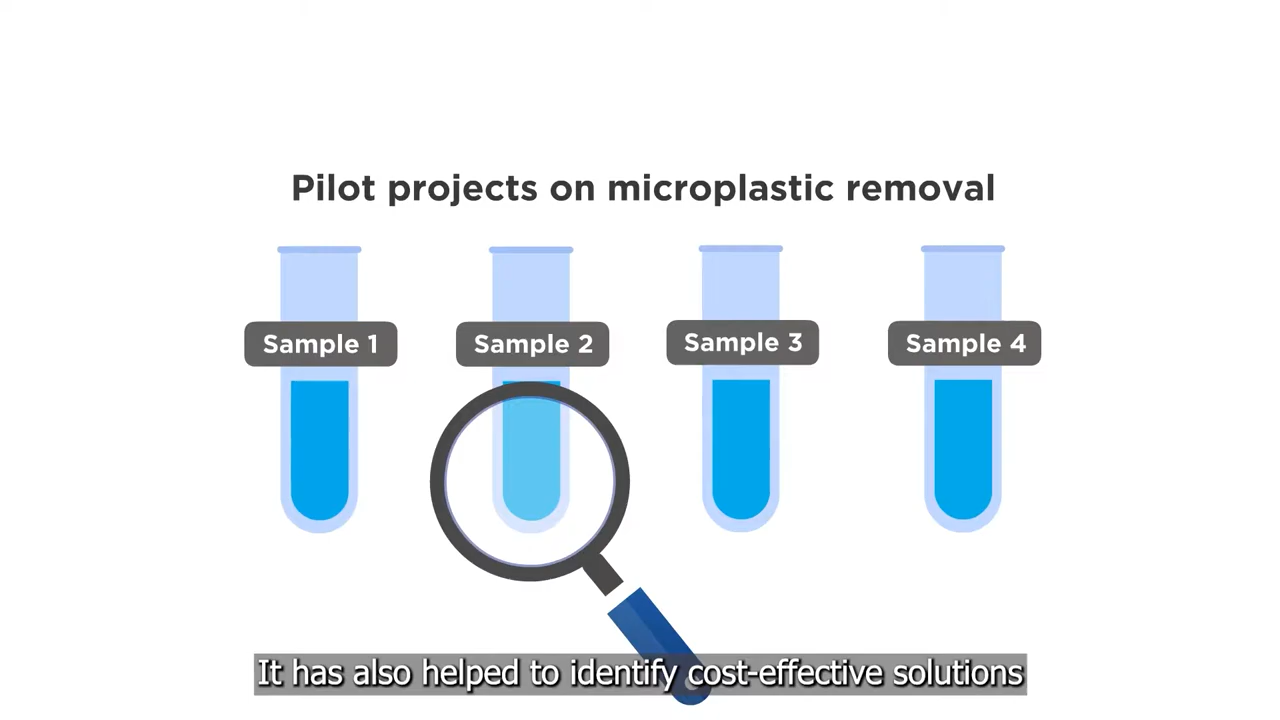 Pilot projects on microplastic removal
Sample 1
Sample 2
Sample 3
Sample 4
It has also helped to identify cost-effective solutions